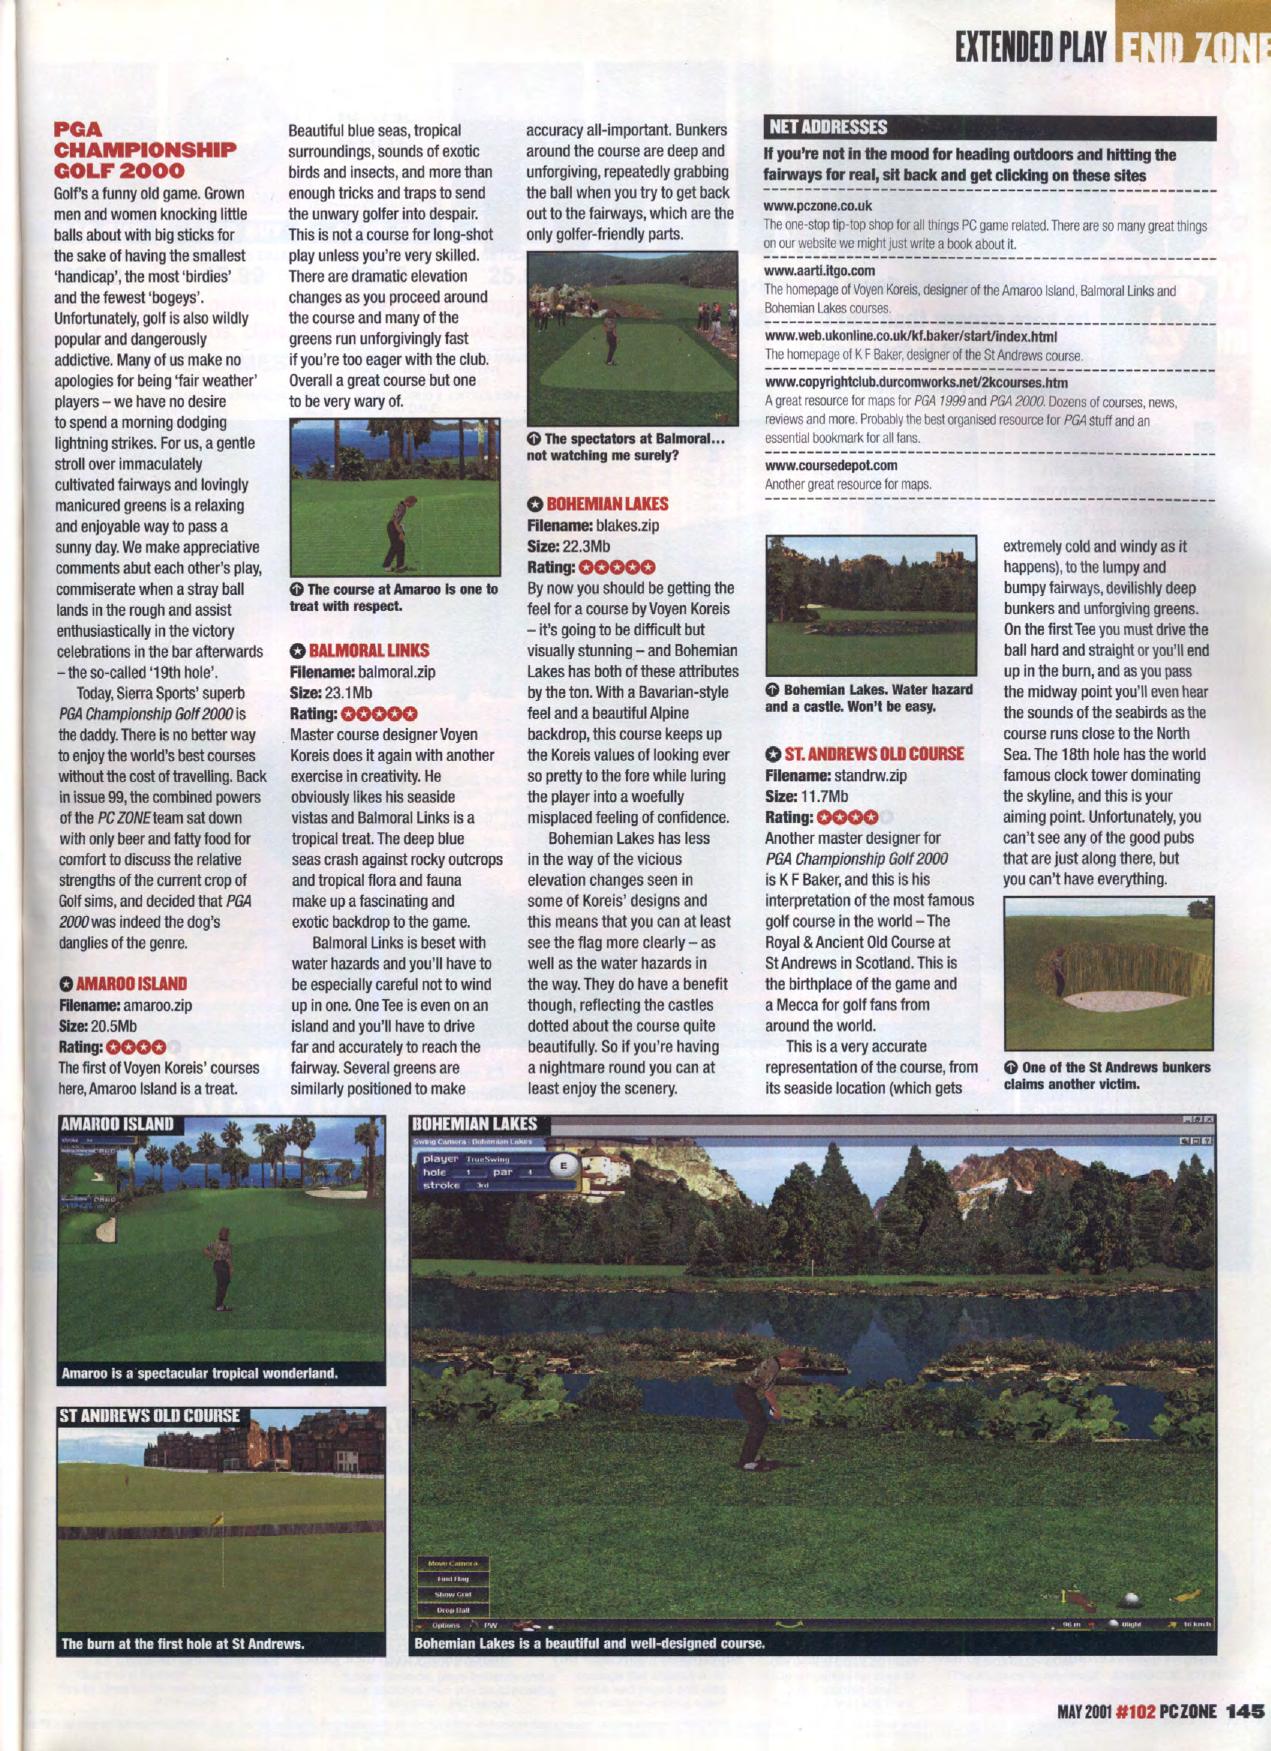 EXTENDED PLAY END ZONE
PGA
CHAMPIONSHIP
GOLF 2000
Golf's a funny old game. Grown
men and women knocking little
balls about with big sticks for
the sake of having the smallest
'handicap', the most 'birdies'
and the fewest 'bogeys'.
Unfortunately, golf is also wildly
popular and dangerously
addictive. Many of us make no
apologies for being 'fair weather'
players – we have no desire
to spend a morning dodging
lightning strikes. For us, a gentle
stroll over immaculately
cultivated fairways and lovingly
manicured greens is a relaxing
and enjoyable way to pass a
sunny day. We make appreciative
comments abut each other's play,
commiserate when a stray ball
lands in the rough and assist
enthusiastically in the victory
celebrations in the bar afterwards
– the so-called '19th hole'.
Today, Sierra Sports' superb
PGA Championship Golf 2000 is
the daddy. There is no better way
to enjoy the world's best courses
without the cost of travelling. Back
in issue 99, the combined powers
of the PC ZONE team sat down
with only beer and fatty food for
comfort to discuss the relative
strengths of the current crop of
Golf sims, and decided that PGA
2000 was indeed the dog's
danglies of the genre.
AMAROO ISLAND
Filename: amaroo.zip
Size: 20.5Mb
Rating:
The first of Voyen Koreis' courses
here, Amaroo Island is a treat.
Beautiful blue seas, tropical
surroundings, sounds of exotic
birds and insects, and more than
enough tricks and traps to send
the unwary golfer into despair.
This is not a course for long-shot
play unless you're very skilled.
There are dramatic elevation
changes as you proceed around
the course and many of the
greens run unforgivingly fast
if you're too eager with the club.
Overall a great course but one
to be very wary of.
The course at Amaroo is one to
treat with respect.
BALMORAL LINKS
Filename: balmoral.zip
Size: 23.1Mb
Rating:
Master course designer Voyen
Koreis does it again with another
exercise in creativity. He
obviously likes his seaside
vistas and Balmoral Links is a
tropical treat. The deep blue
seas crash against rocky outcrops
and tropical flora and fauna
make up a fascinating and
exotic backdrop to the game.
Balmoral Links is beset with
water hazards and you'll have to
be especially careful not to wind
up in one. One Tee is even on an
island and you'll have to drive
far and accurately to reach the
fairway. Several greens are
similarly positioned to make
accuracy all-important. Bunkers
around the course are deep and
unforgiving, repeatedly grabbing
the ball when you try to get back
out to the fairways, which are the
only golfer-friendly parts.
The spectators at Balmoral...
not watching me surely?
BOHEMIAN LAKES
Filename: blakes.zip
Size: 22.3Mb
Rating:
By now you should be getting the
feel for a course by Voyen Koreis
– it's going to be difficult but
visually stunning – and Bohemian
Lakes has both of these attributes
by the ton. With a Bavarian-style
feel and a beautiful Alpine
backdrop, this course keeps up
the Koreis values of looking ever
so pretty to the fore while luring
the player into a woefully
misplaced feeling of confidence.
Bohemian Lakes has less
in the way of the vicious
elevation changes seen in
some of Koreis' designs and
this means that you can at least
see the flag more clearly – as
well as the water hazards in
the way. They do have a benefit
though, reflecting the castles
dotted about the course quite
beautifully. So if you're having
a nightmare round you can at
least enjoy the scenery.
NET ADDRESSES
If you're not in the mood for heading outdoors and hitting the
fairways for real, sit back and get clicking on these sites
www.pczone.co.uk
The one-stop tip-top shop for all things PC game related. There are so many great things
on our website we might just write a book about it.
www.aarti.itgo.com
The homepage of Voyen Koreis, designer of the Amaroo Island, Balmoral Links and
Bohemian Lakes courses.
www.web.ukonline.co.uk/kf.baker/start/index.html
The homepage of K F Baker, designer of the St Andrews course.
www.copyrightclub.durcomworks.net/2kcourses.htm
A great resource for maps for PGA 1999 and PGA 2000. Dozens of courses, news,
reviews and more. Probably the best organised resource for PGA stuff and an
essential bookmark for all fans.
www.coursedepot.com
Another great resource for maps.
Bohemian Lakes. Water hazard
and a castle. Won't be easy.
ST. ANDREWS OLD COURSE
Filename: standrw.zip
Size: 11.7Mb
Rating:
Another master designer for
PGA Championship Golf 2000
is K F Baker, and this is his
interpretation of the most famous
golf course in the world – The
Royal & Ancient Old Course at
St Andrews in Scotland. This is
the birthplace of the game and
a Mecca for golf fans from
around the world.
This is a very accurate
representation of the course, from
its seaside location (which gets
extremely cold and windy as it
happens), to the lumpy and
bumpy fairways, devilishly deep
bunkers and unforgiving greens.
On the first Tee you must drive the
ball hard and straight or you'll end
up in the burn, and as you pass
the midway point you'll even hear
the sounds of the seabirds as the
course runs close to the North
Sea. The 18th hole has the world
famous clock tower dominating
the skyline, and this is your
aiming point. Unfortunately, you
can't see any of the good pubs
that are just along there, but
you can't have everything.
One of the St Andrews bunkers
claims another victim.
AMAROO ISLAND
Amaroo is a spectacular tropical wonderland.
ST ANDREWS OLD COURSE
The burn at the first hole at St Andrews.
BOHEMIAN LAKES
Swing Camera - Bohemian Lakes
player TrueSwing
hole 1 par 4
stroke 3rd
E
Move Camera
Find Flag
Show Grid
Drop Ball
Options PW
96 m
16 km/h
Bohemian Lakes is a beautiful and well-designed course.
MAY 2001 #102 PCZONE 145